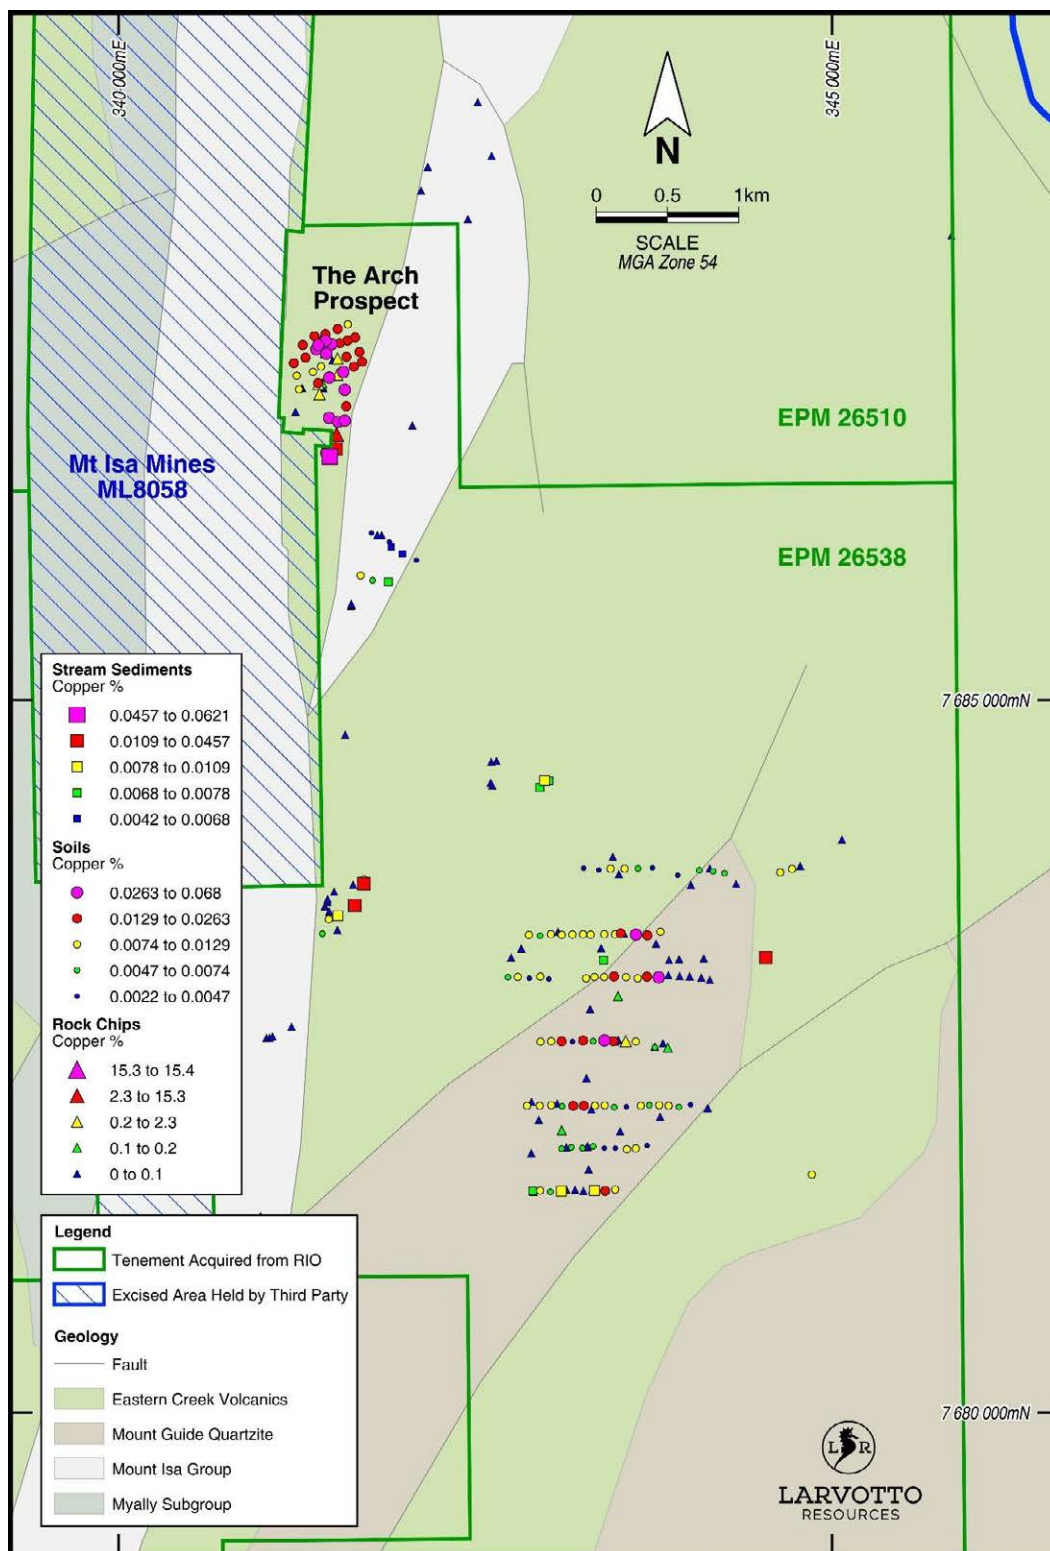 340 000mE
345 000mE
N
0 0.5 1km
SCALE
MGA Zone 54
The Arch
Prospect
EPM 26510
Mt Isa Mines
ML8058
EPM 26538
7 685 000mN
Stream Sediments
Copper %
0.0457 to 0.0621
0.0109 to 0.0457
0.0078 to 0.0109
0.0068 to 0.0078
0.0042 to 0.0068
Soils
Copper %
0.0263 to 0.068
0.0129 to 0.0263
0.0074 to 0.0129
0.0047 to 0.0074
0.0022 to 0.0047
Rock Chips
Copper %
15.3 to 15.4
2.3 to 15.3
0.2 to 2.3
0.1 to 0.2
0 to 0.1
Legend
Tenement Acquired from RIO
Excised Area Held by Third Party
Geology
Fault
Eastern Creek Volcanics
Mount Guide Quartzite
Mount Isa Group
Myally Subgroup
7 680 000mN
L R
LARVOTTO
RESOURCES